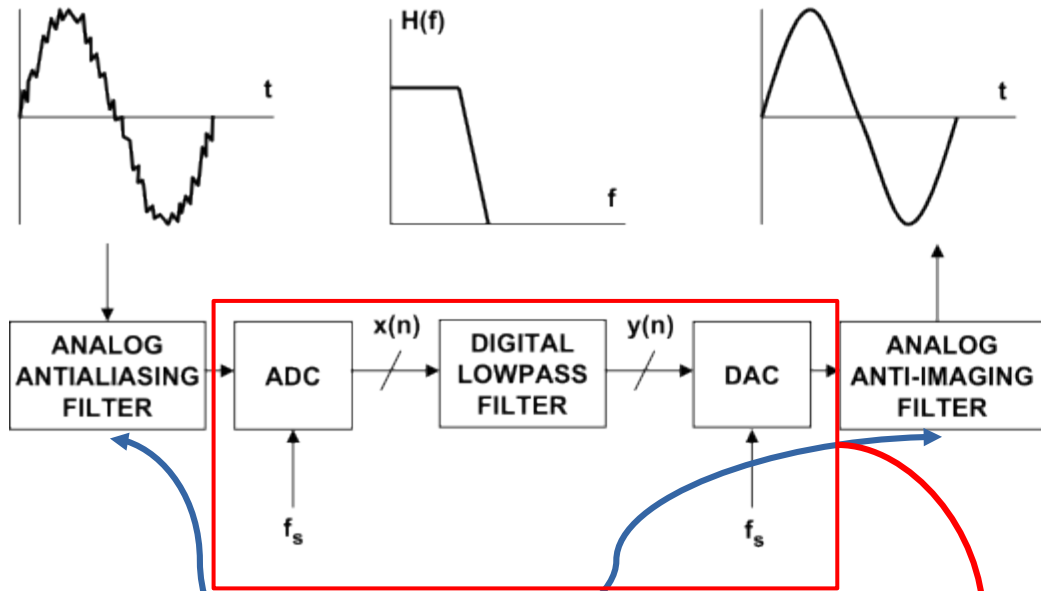 t
H(f)
f
t
ANALOG
ANTIALIASING
FILTER
ADC
x(n)
DIGITAL
LOWPASS
FILTER
y(n)
DAC
ANALOG
ANTI-IMAGING
FILTER
fs
fs